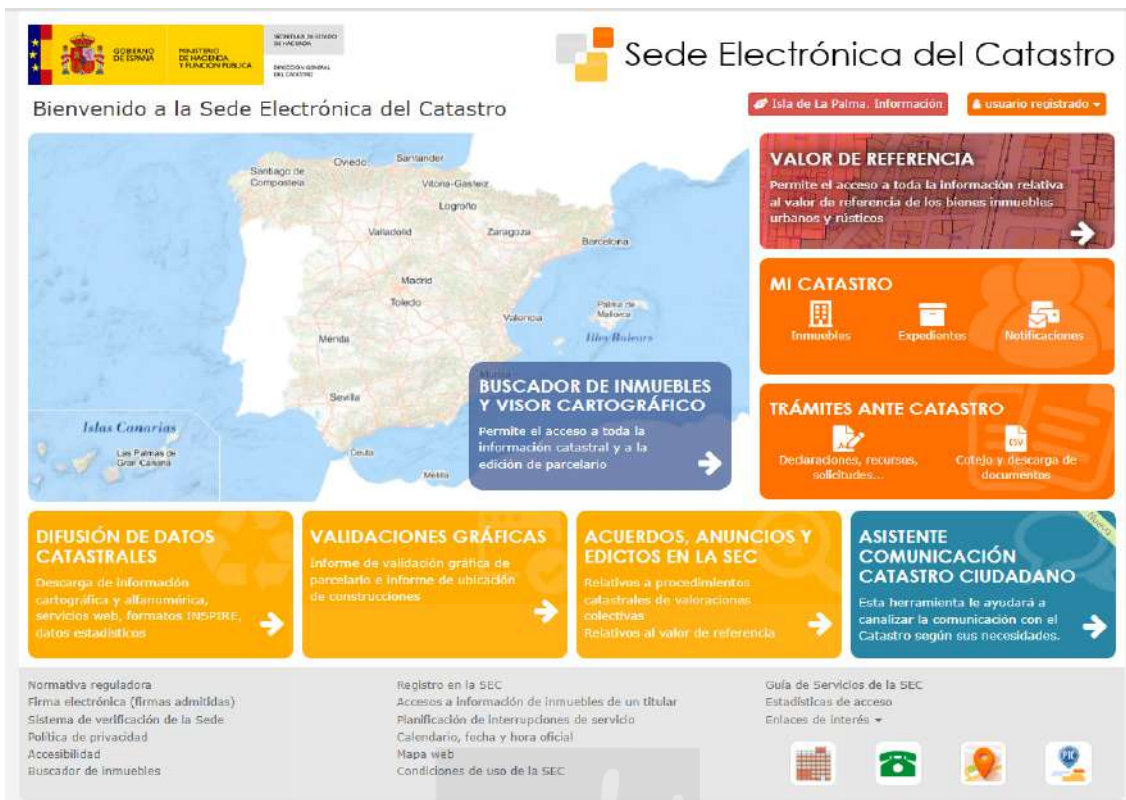 GOBIERNO
DE ESPAÑA
MINISTERIO
DE HACIENDA
Y FUNCIÓN PÚBLICA
SECRETARÍA DE ESTADO
DE HACIENDA
DIRECCIÓN GENERAL
DEL CATASTRO
Sede Electrónica del Catastro
Bienvenido a la Sede Electrónica del Catastro
Isla de La Palma. Información
usuario registrado
Oviedo
Santander
Santiago de
Compostela
Vitoria-Gasteiz
Logroño
Valladolid
Zaragoza
Barcelona
Madrid
Toledo
Palma de
Mallorca
Valencia
Illes Balears
Mérida
Murcia
Sevilla
Islas Canarias
Las Palmas de
Gran Canaria
Ceuta
Melilla
BUSCADOR DE INMUEBLES
Y VISOR CARTOGRÁFICO
Permite el acceso a toda la
información catastral y a la
edición de parcelario
VALOR DE REFERENCIA
Permite el acceso a toda la información relativa
al valor de referencia de los bienes inmuebles
urbanos y rústicos
MI CATASTRO
Inmuebles
Expedientes
Notificaciones
TRÁMITES ANTE CATASTRO
CSV
Declaraciones, recursos,
solicitudes...
Cotejo y descarga de
documentos
DIFUSIÓN DE DATOS
CATASTRALES
Descarga de información
cartográfica y alfanumérica,
servicios web, formatos INSPIRE,
datos estadísticos
VALIDACIONES GRÁFICAS
Informe de validación gráfica de
parcelario e informe de ubicación
de construcciones
ACUERDOS, ANUNCIOS Y
EDICTOS EN LA SEC
Relativos a procedimientos
catastrales de valoraciones
colectivas
Relativos al valor de referencia
Nuevo
ASISTENTE
COMUNICACIÓN
CATASTRO CIUDADANO
Esta herramienta le ayudará a
canalizar la comunicación con el
Catastro según sus necesidades.
Normativa reguladora
Firma electrónica (firmas admitidas)
Sistema de verificación de la Sede
Política de privacidad
Accesibilidad
Buscador de inmuebles
Registro en la SEC
Accesos a información de inmuebles de un titular
Planificación de interrupciones de servicio
Calendario, fecha y hora oficial
Mapa web
Condiciones de uso de la SEC
Guía de Servicios de la SEC
Estadísticas de acceso
Enlaces de interés
PIC